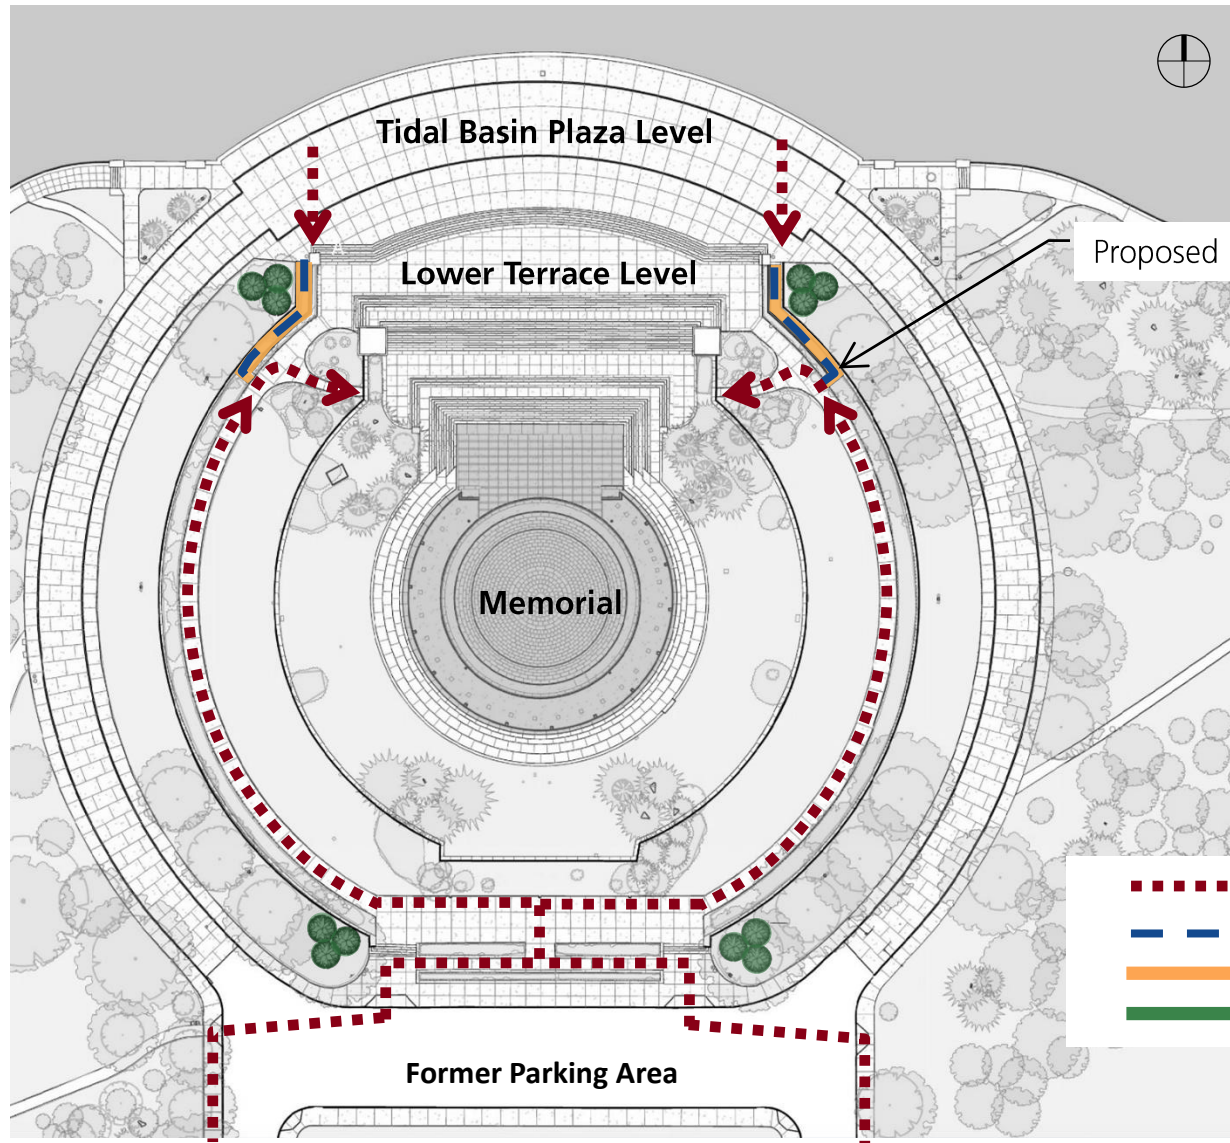 Tidal Basin Plaza Level
A
Proposed
Lower Terrace Level
Memorial
Former Parking Area